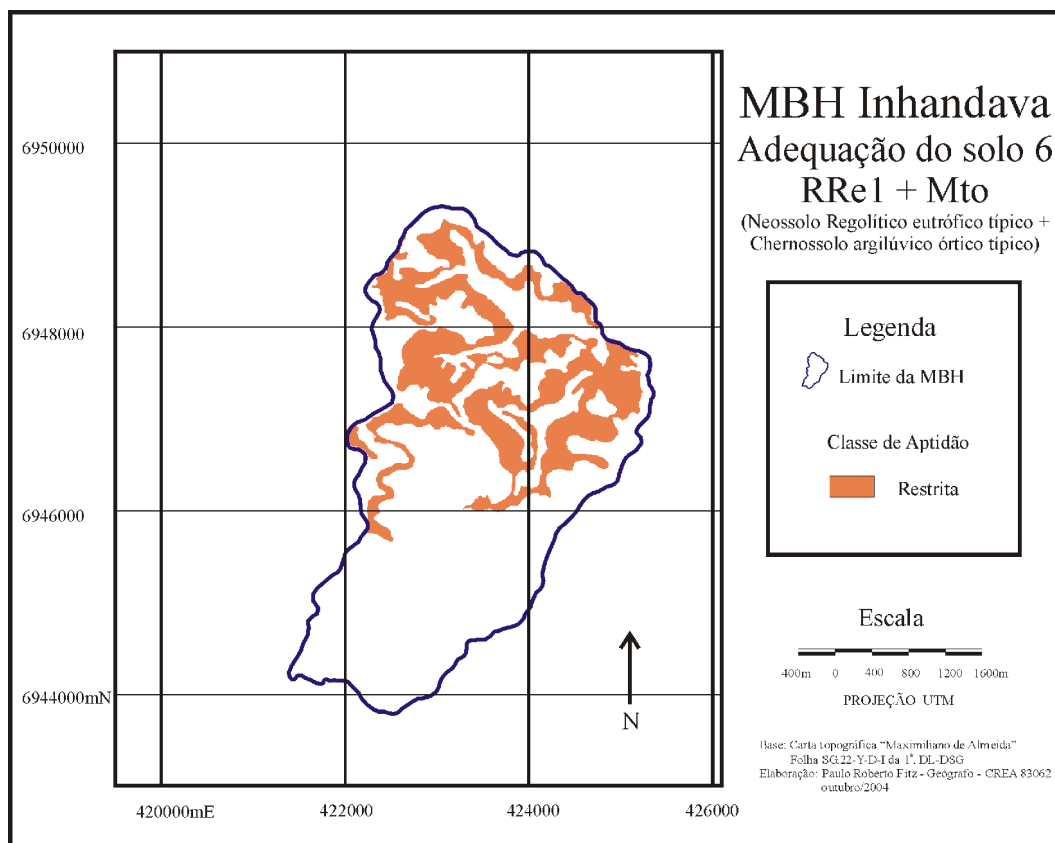 MBH Inhandava
Adequação do solo 6
RRe1 + Mto
(Neossolo Regolítico eutrófico típico +
Chernossolo argilúvico órtico típico)
6950000
6948000
6946000
6944000mN
420000mE
422000
424000
426000
N
Legenda
Limite da MBH
Classe de Aptidão
Restrita
Escala
400m 0 400 800 1200 1600m
PROJEÇÃO UTM
Base: Carta topográfica “Maximiliano de Almeida”
Folha SG.22-Y-D-I da 1ª. DL-DSG
Elaboração: Paulo Roberto Fitz - Geógrafo - CREA 83062
outubro/2004